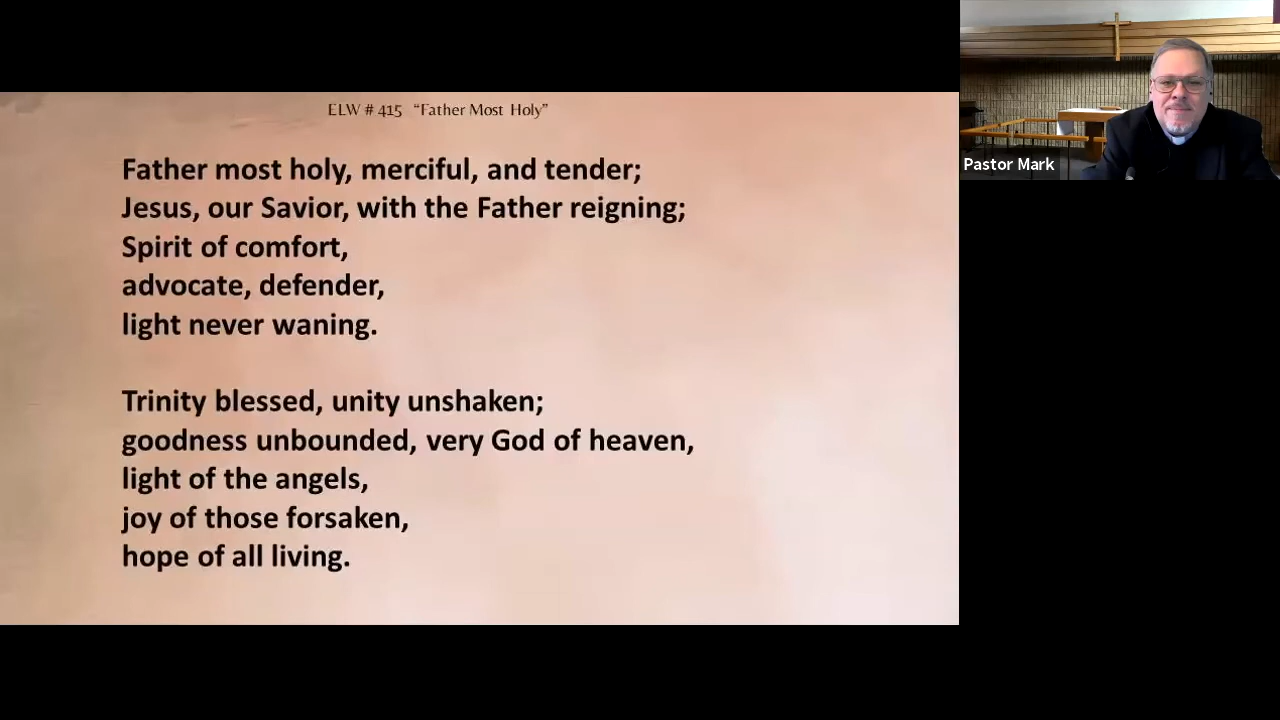 ELW # 415 “Father Most Holy”
Father most holy, merciful, and tender;
Jesus, our Savior, with the Father reigning;
Spirit of comfort,
advocate, defender,
light never waning.
Trinity blessed, unity unshaken;
goodness unbounded, very God of heaven,
light of the angels,
joy of those forsaken,
hope of all living.
Pastor Mark